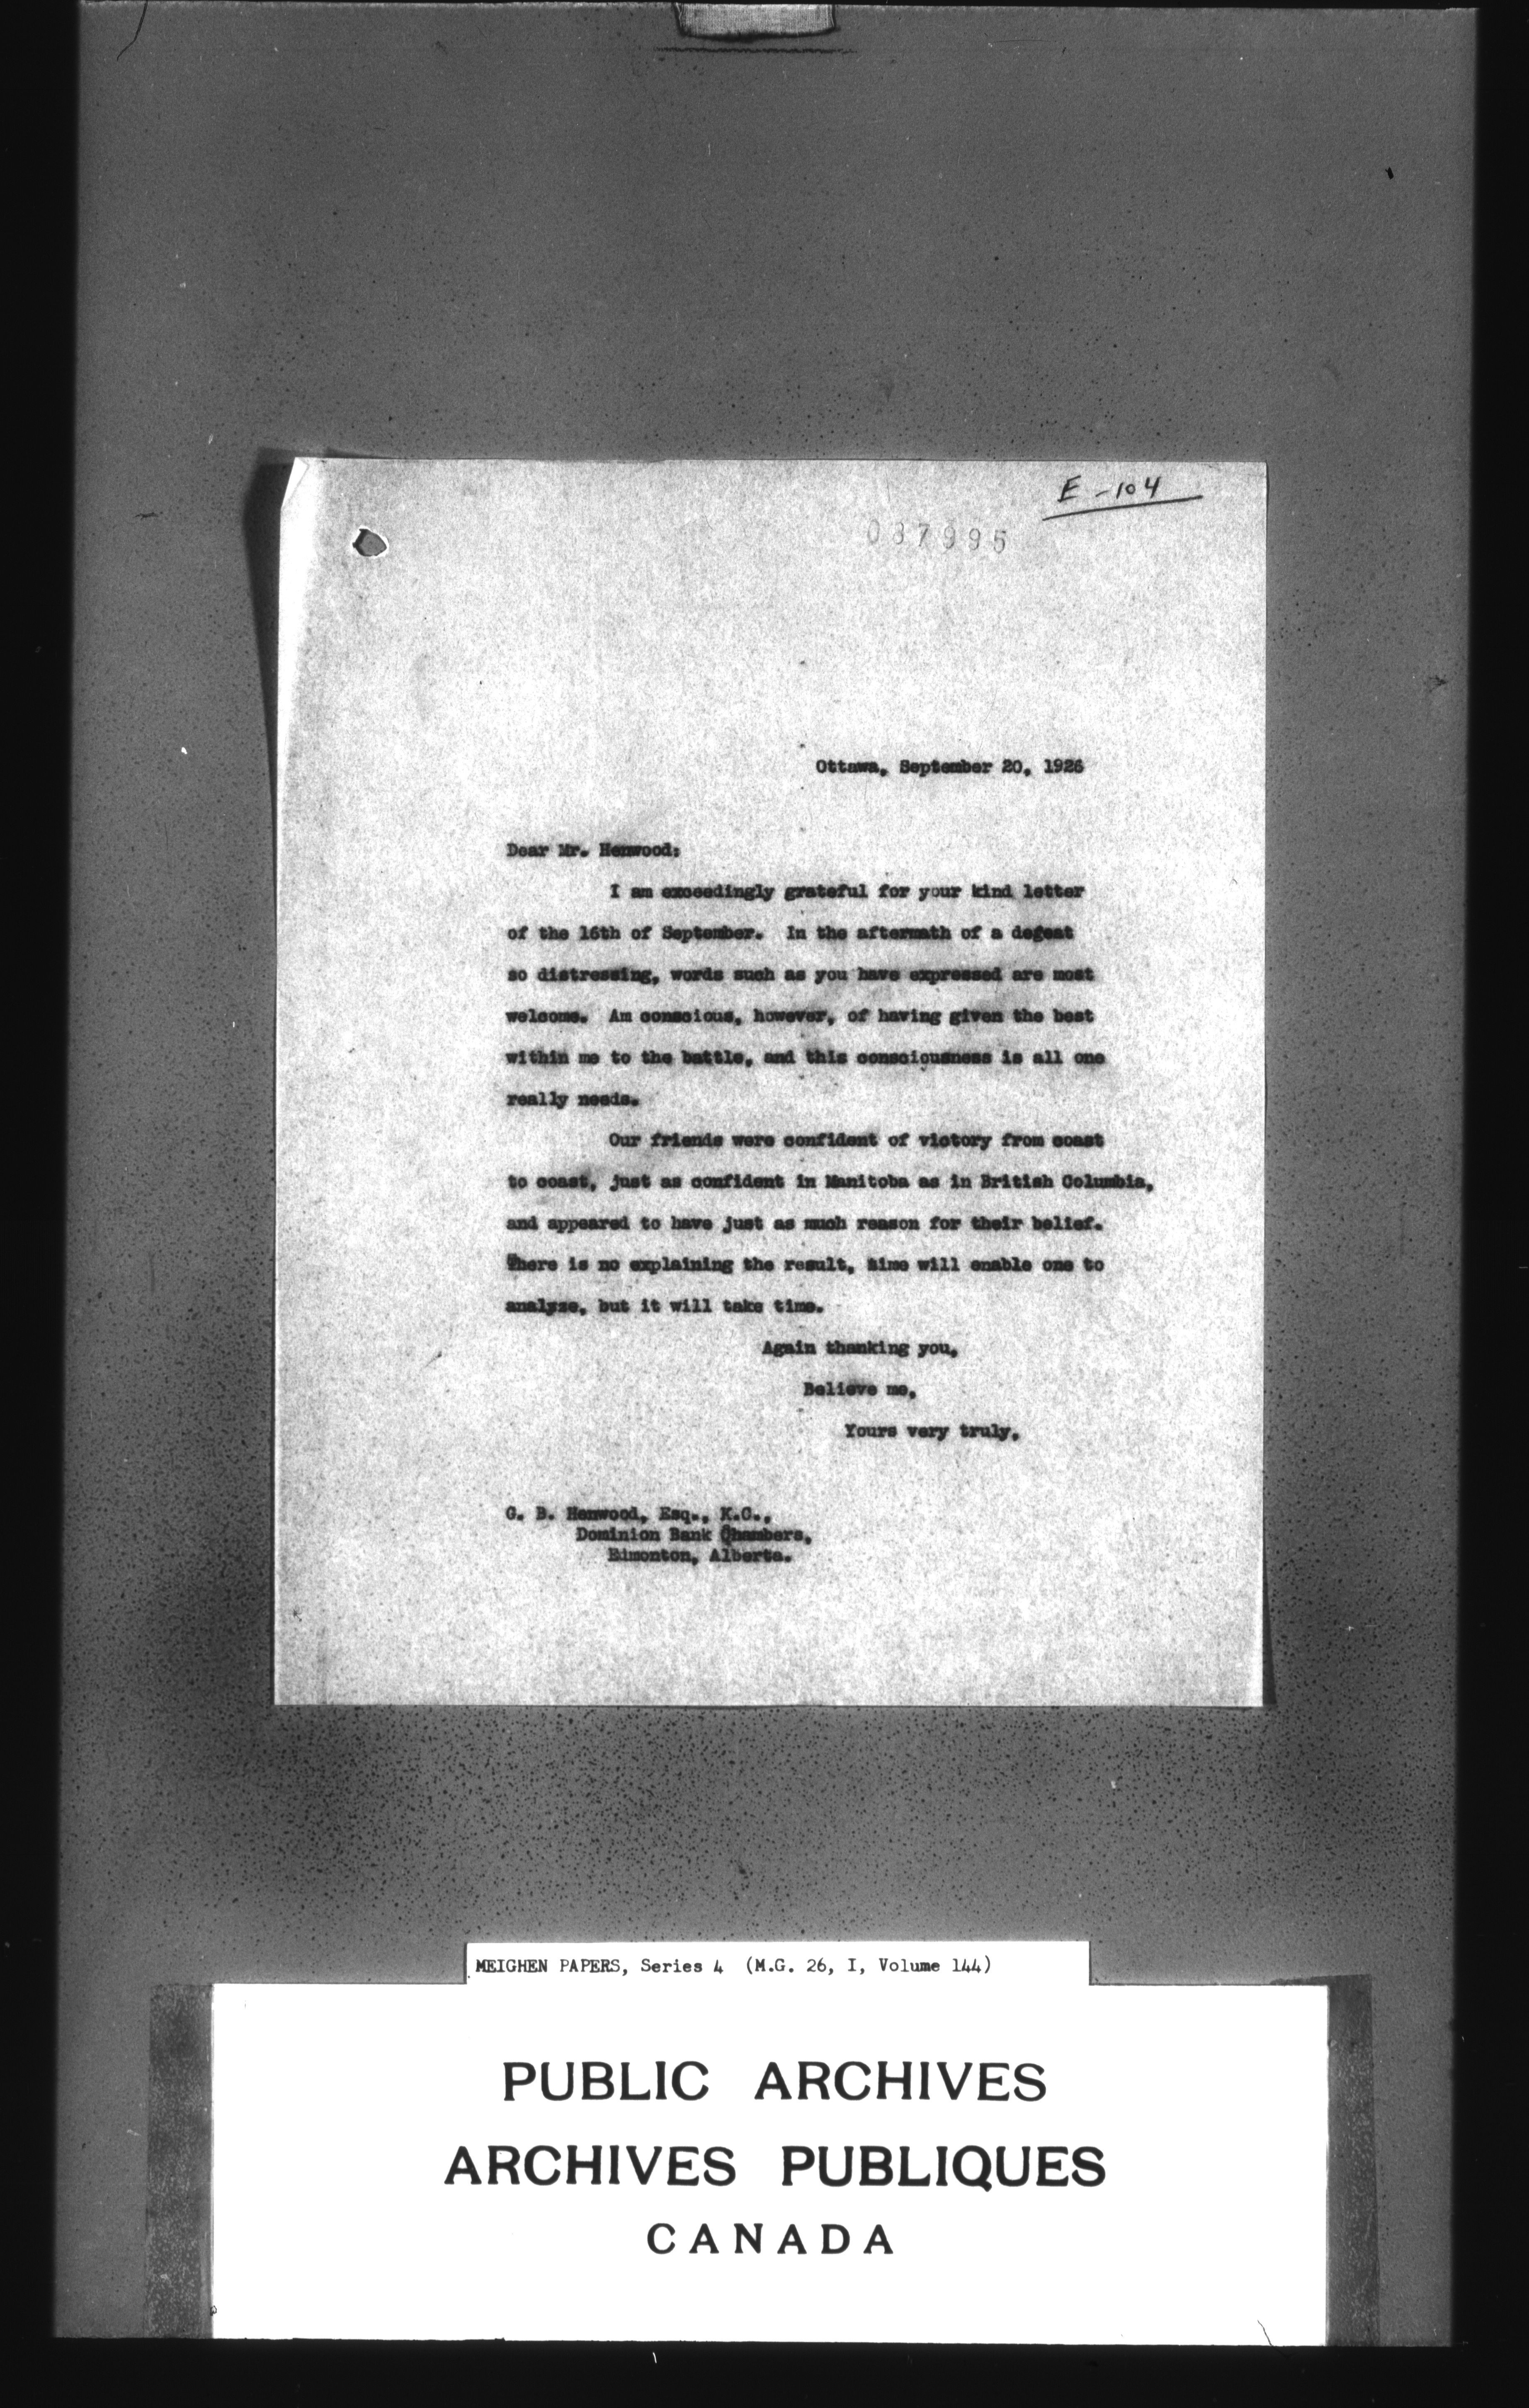 E-104
087995
Ottawa, September 20, 1926
Dear Mr. Henwood:
I am exceedingly grateful for your kind letter
of the 16th of September. In the aftermath of a defeat
so distressing, words such as you have expressed are most
welcome. Am conscious, however, of having given the best
within me to the battle, and this consciousness is all one
really needs.
Our friends were confident of victory from coast
to coast, just as confident in Manitoba as in British Columbia,
and appeared to have just as much reason for their belief.
There is no explaining the result, time will enable one to
analyze, but it will take time.
Again thanking you,
Believe me,
Yours very truly,
G. B. Henwood, Esq., K.C.,
Dominion Bank Chambers,
Edmonton, Alberta.
MEIGHEN PAPERS, Series 4 (M.G. 26, I, Volume 144)
PUBLIC ARCHIVES
ARCHIVES PUBLIQUES
CANADA